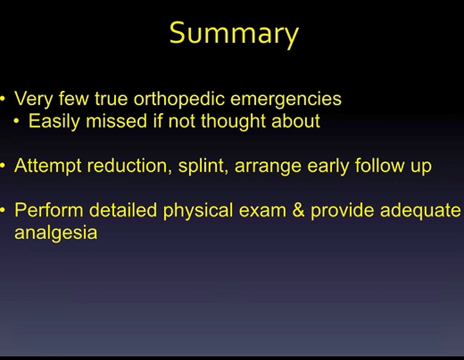 Summary
• Very few true orthopedic emergencies
• Easily missed if not thought about
• Attempt reduction, splint, arrange early follow up
• Perform detailed physical exam & provide adequate
analgesia